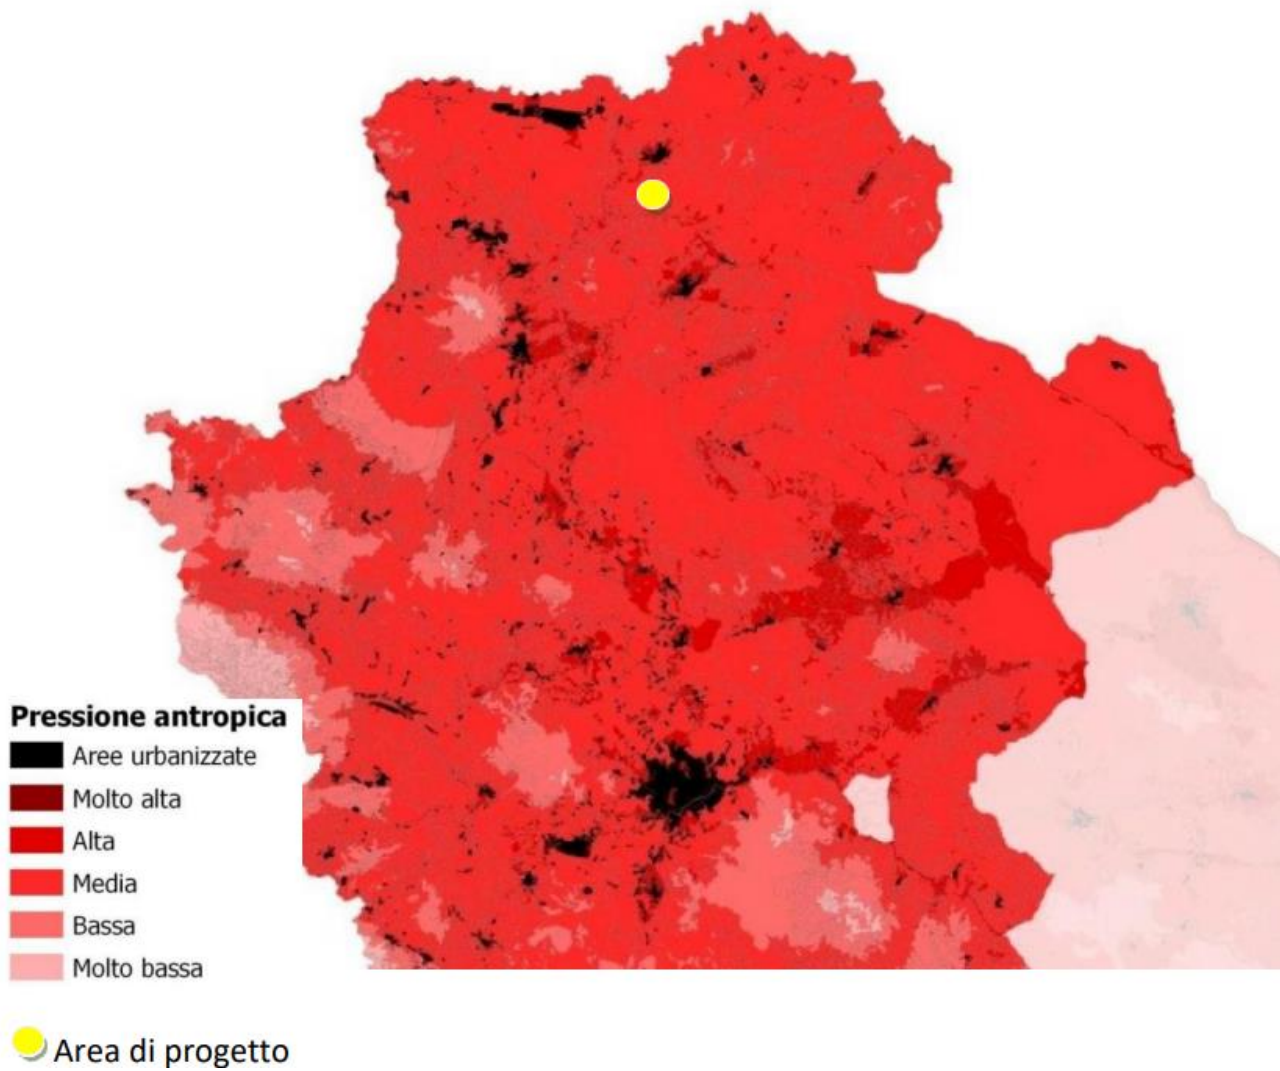 Pressione antropica
Aree urbanizzate
Molto alta
Alta
Media
Bassa
Molto bassa
Area di progetto